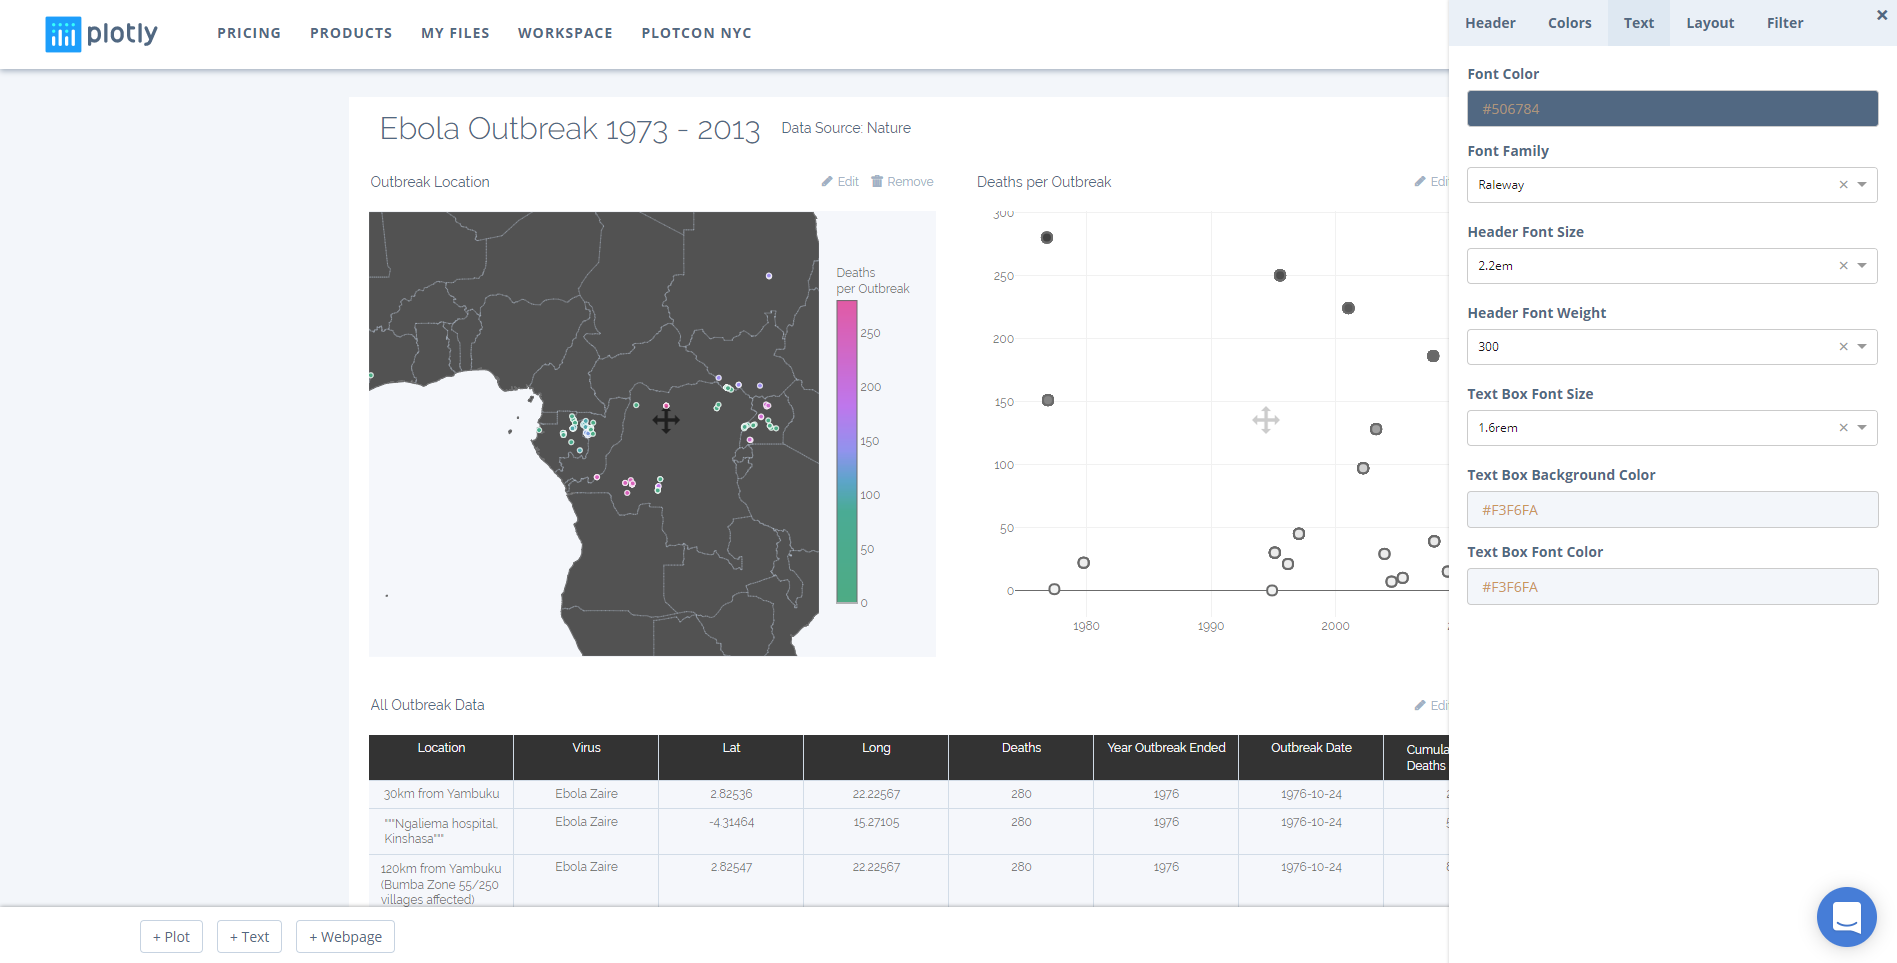 plotly
PRICING PRODUCTS MY FILES WORKSPACE PLOTCON NYC
Ebola Outbreak 1973 - 2013 Data Source: Nature
Outbreak Location Edit Remove
Deaths
per Outbreak
250
200
150
100
50
0
Deaths per Outbreak
300
250
200
150
100
50
0
1980 1990 2000
All Outbreak Data
Location Virus Lat Long Deaths Year Outbreak Ended Outbreak Date
Deaths
30km from Yambuku Ebola Zaire 2.82536 22.22567 280 1976 1976-10-24
"""Ngaliema hospital, Ebola Zaire -4.31464 15.27105 280 1976 1976-10-24
Kinshasa"""
120km from Yambuku Ebola Zaire 2.82547 22.22567 280 1976 1976-10-24
(Bumba Zone 55/250
villages affected)
+ Plot + Text + Webpage
Header Colors Text Layout Filter
Font Color
#506784
Font Family
Raleway
Header Font Size
2.2em
Header Font Weight
300
Text Box Font Size
1.6rem
Text Box Background Color
#F3F6FA
Text Box Font Color
#F3F6FA